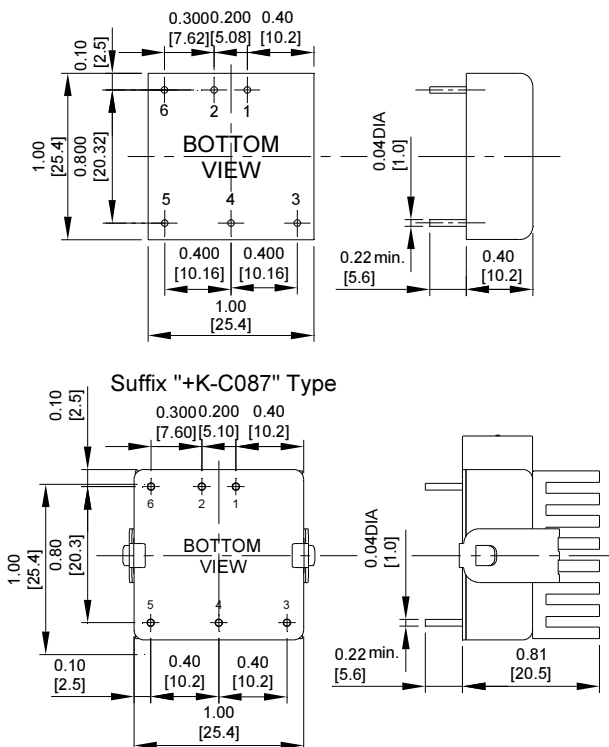 0.300 0.200 0.40
[7.62] [5.08] [10.2]
0.10
[2.5]
6 2 1
1.00
[25.4]
0.800
[20.32]
BOTTOM
VIEW
0.04DIA
[1.0]
5 4 3
0.400 0.400
[10.16] [10.16]
1.00
[25.4]
0.22 min.
[5.6]
0.40
[10.2]
Suffix "+K-C087" Type
0.300 0.200 0.40
[7.60] [5.10] [10.2]
0.10
[2.5]
6 2 1
1.00
[25.4]
0.80
[20.3]
BOTTOM
VIEW
0.04DIA
[1.0]
5 4 3
0.10
[2.5]
0.40 0.40
[10.2] [10.2]
1.00
[25.4]
0.22 min.
[5.6]
0.81
[20.5]